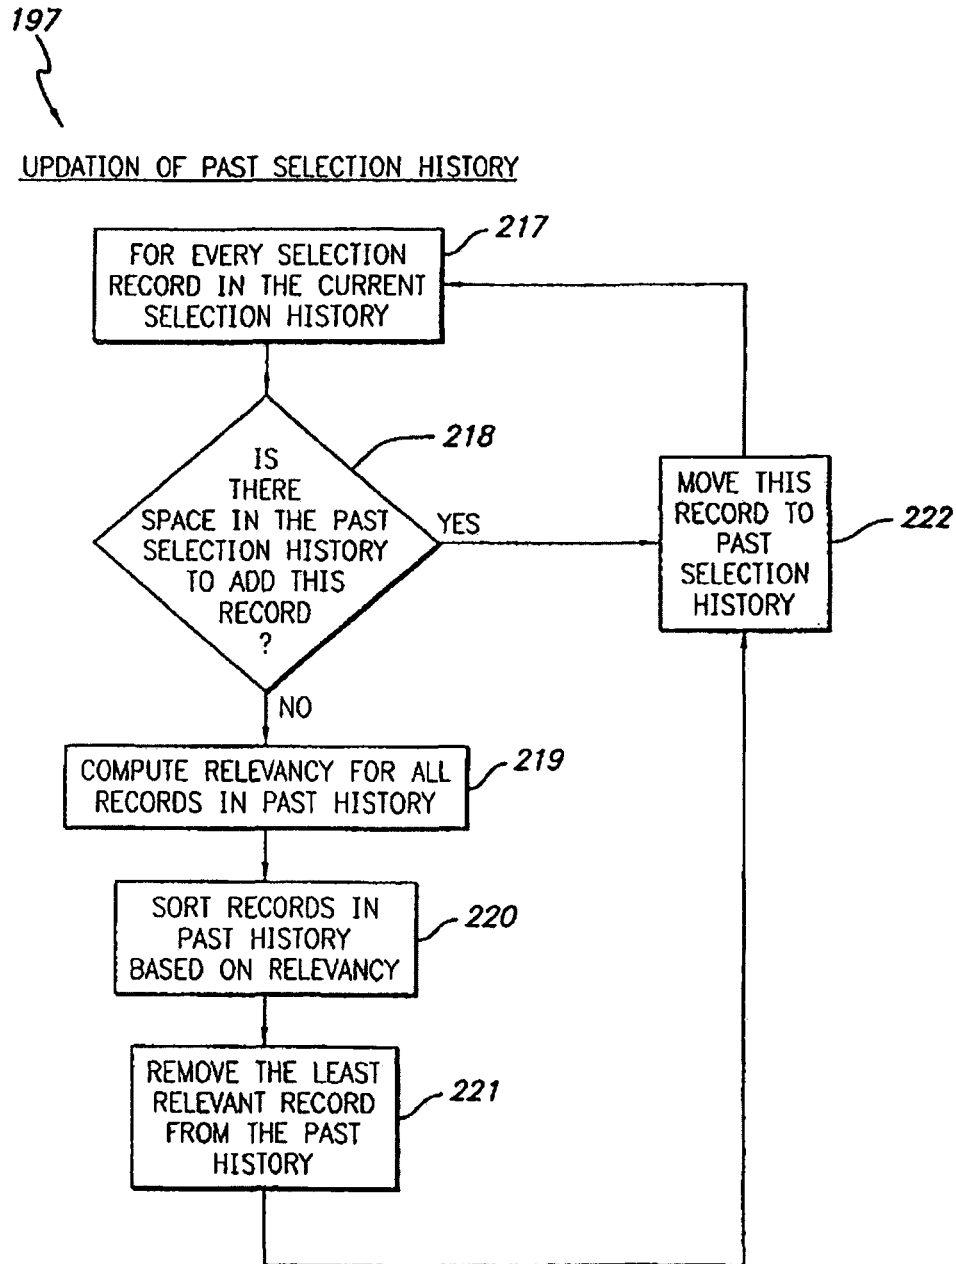 197
UPDATION OF PAST SELECTION HISTORY
217
FOR EVERY SELECTION
RECORD IN THE CURRENT
SELECTION HISTORY
218
IS
THERE
SPACE IN THE PAST
SELECTION HISTORY
TO ADD THIS
RECORD
?
YES
MOVE THIS
RECORD TO
PAST
SELECTION
HISTORY
222
NO
COMPUTE RELEVANCY FOR ALL
RECORDS IN PAST HISTORY
219
SORT RECORDS IN
PAST HISTORY
BASED ON RELEVANCY
220
REMOVE THE LEAST
RELEVANT RECORD
FROM THE PAST
HISTORY
221